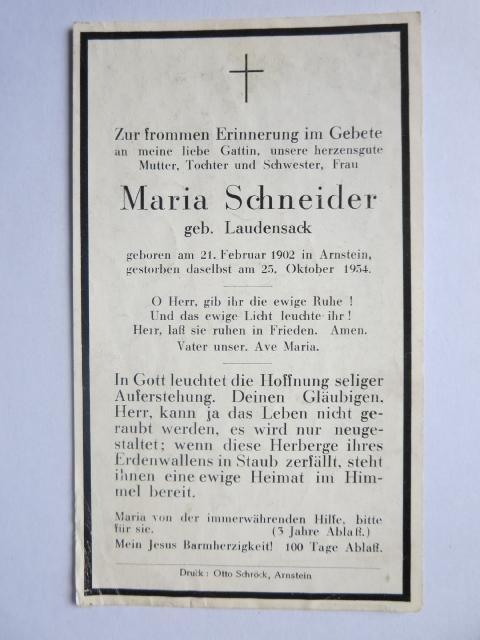 Zur frommen Erinnerung im Gebete
an meine liebe Gattin, unsere herzensgute
Mutter, Tochter und Schwester, Frau
Maria Schneider
geb. Laudensack
geboren am 21. Februar 1902 in Arnstein,
gestorben daselbst am 25. Oktober 1954.
O Herr, gib ihr die ewige Ruhe !
Und das ewige Licht leuchte ihr !
Herr, laß sie ruhen in Frieden. Amen.
Vater unser. Ave Maria.
In Gott leuchtet die Hoffnung seliger
Auferstehung. Deinen Gläubigen,
Herr, kann ja das Leben nicht ge-
raubt werden, es wird nur neuge-
staltet; wenn diese Herberge ihres
Erdenwallens in Staub zerfällt, steht
ihnen eine ewige Heimat im Him-
mel bereit.
Maria von der immerwährenden Hilfe, bitte
für sie. (3 Jahre Ablaß.)
Mein Jesus Barmherzigkeit! 100 Tage Ablaß.
Druck : Otto Schröck, Arnstein